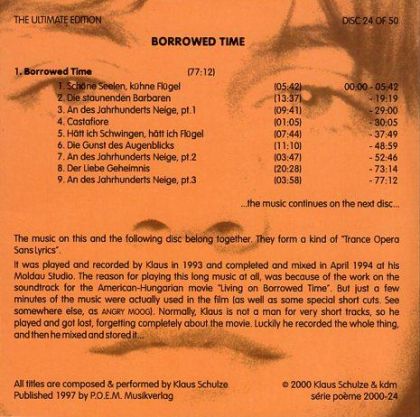 THE ULTIMATE EDITION DISC 24 OF 50
BORROWED TIME
1. Borrowed Time (77:12)
1. Schöne Seelen, kühne Flügel (05:42) 00:00 - 05:42
2. Die staunenden Barbaren (13:37) - 19:19
3. An des Jahrhunderts Neige, pt.1 (09:41) - 29:00
4. Castafiore (01:05) - 30:05
5. Hätt ich Schwingen, hätt ich Flügel (07:44) - 37:49
6. Die Gunst des Augenblicks (11:10) - 48:59
7. An des Jahrhunderts Neige, pt.2 (03:47) - 52:46
8. Der Liebe Geheimnis (20:28) - 73:14
9. An des Jahrhunderts Neige, pt.3 (03:58) - 77:12
...the music continues on the next disc...
The music on this and the following disc belong together. They form a kind of "Trance Opera
Sans Lyrics".
It was played and recorded by Klaus in 1993 and completed and mixed in April 1994 at his
Moldau Studio. The reason for playing this long music at all, was because of the work on the
soundtrack for the American-Hungarian movie "Living on Borrowed Time". But just a few
minutes of the music were actually used in the film (as well as some special short cuts. See
somewhere else, as ANGRY MOOG). Normally, Klaus is not a man for very short tracks, so he
played and got lost, forgetting completely about the movie. Luckily he recorded the whole thing,
and then he mixed and stored it...
All titles are composed & performed by Klaus Schulze © 2000 Klaus Schulze & kdm
Published 1997 by P.O.E.M. Musikverlag série poème 2000-24